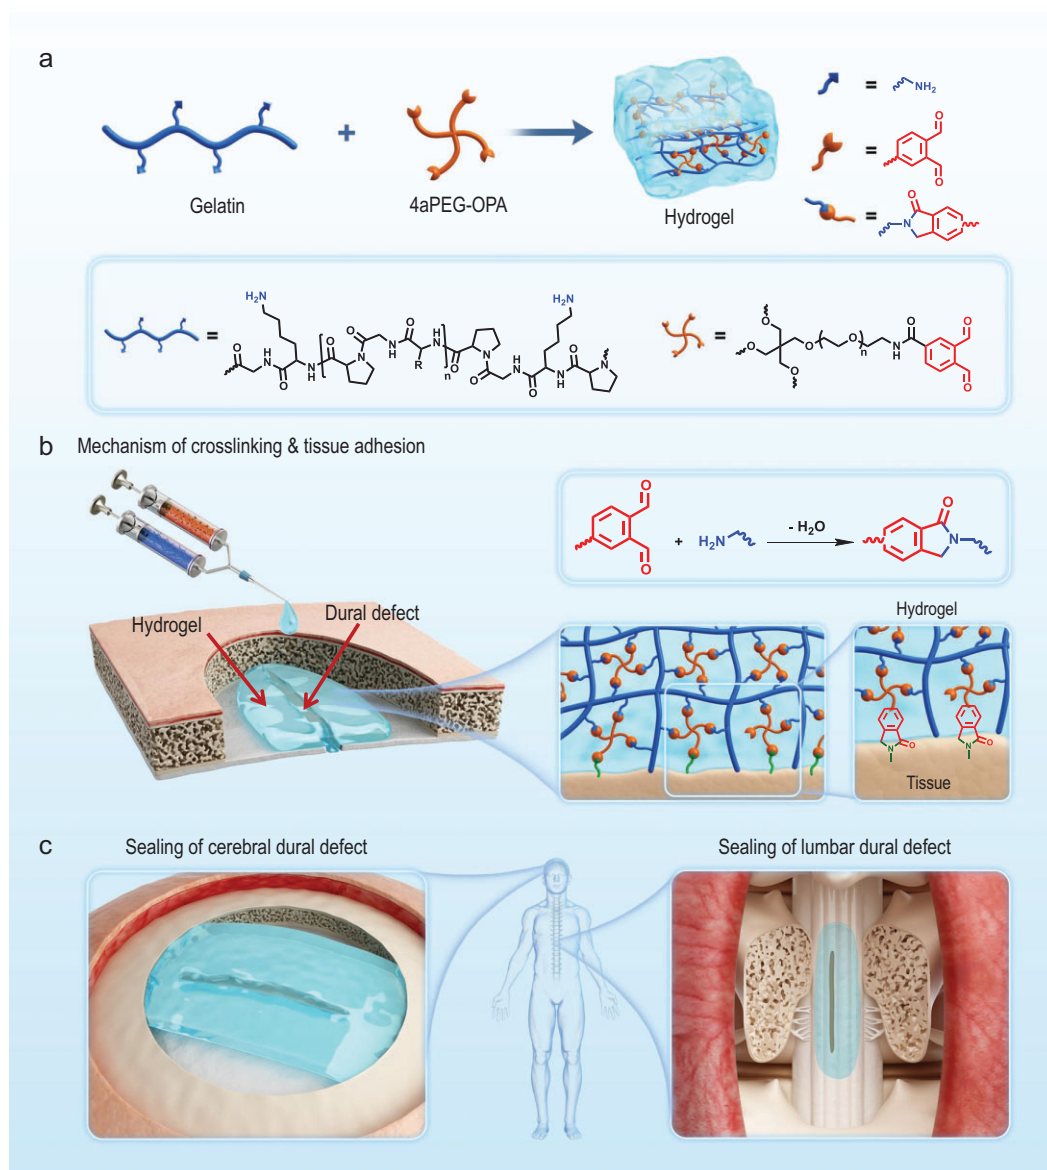 a
Gelatin
+
4aPEG-OPA
Hydrogel
= NH₂
= O O
= O N
= H₂N O H N O N H O N O H N O N H R n O N O H N O H₂N N H O N
= O O O O O n H N O O O
b Mechanism of crosslinking & tissue adhesion
O O + H₂N - H₂O O N
Hydrogel
Dural defect
Hydrogel
N O N O
Tissue
c Sealing of cerebral dural defect
Sealing of lumbar dural defect